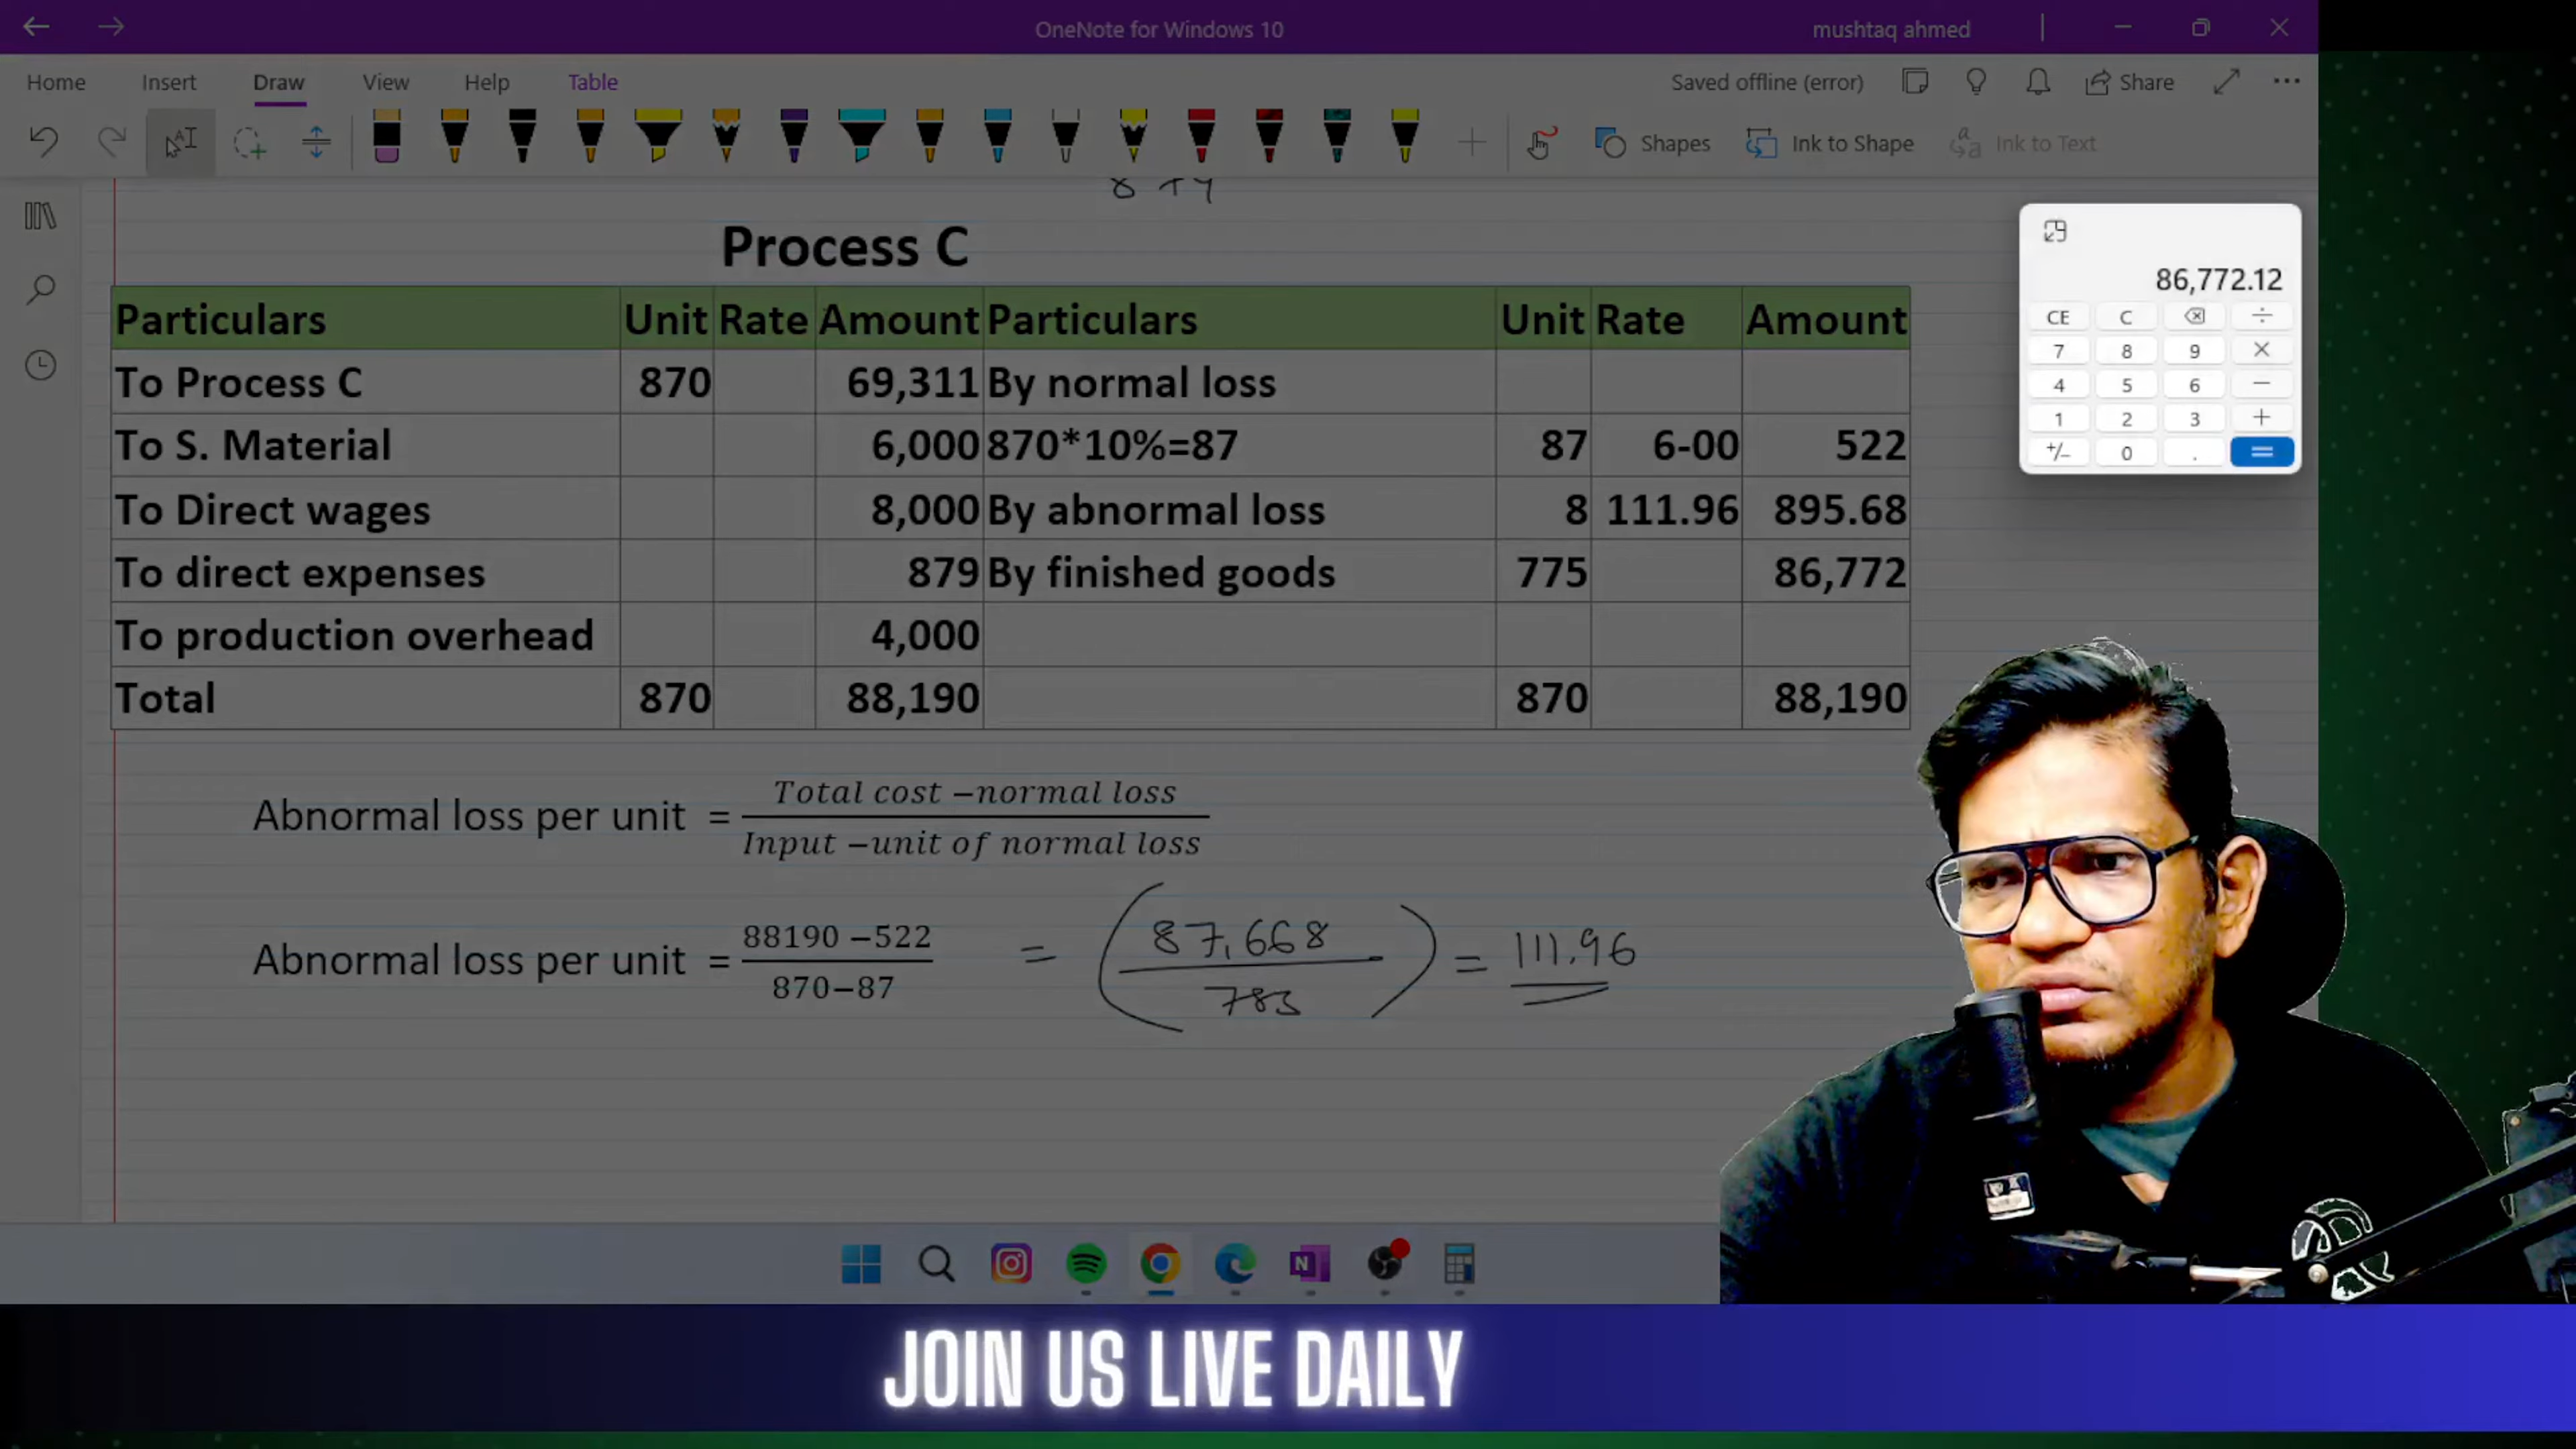 OneNote for Windows 10
mushtaq ahmed
Home Insert Draw View Help Table
Saved offline (error) Share
Shapes Ink to Shape Ink to Text
8 +4
Process C
Particulars Unit Rate Amount Particulars Unit Rate Amount
To Process C 870 69,311 By normal loss
To S. Material 6,000 870*10%=87 87 6-00 522
To Direct wages 8,000 By abnormal loss 8 111.96 895.68
To direct expenses 879 By finished goods 775 86,772
To production overhead 4,000
Total 870 88,190 870 88,190
86,772.12
CE C ÷
7 8 9 ×
4 5 6 −
1 2 3 +
+/− 0 . =
Abnormal loss per unit = Total cost −normal loss
Input −unit of normal loss
Abnormal loss per unit = 88190 −522
870−87
= ( 87,668
783 ) = 111.96
JOIN US LIVE DAILY